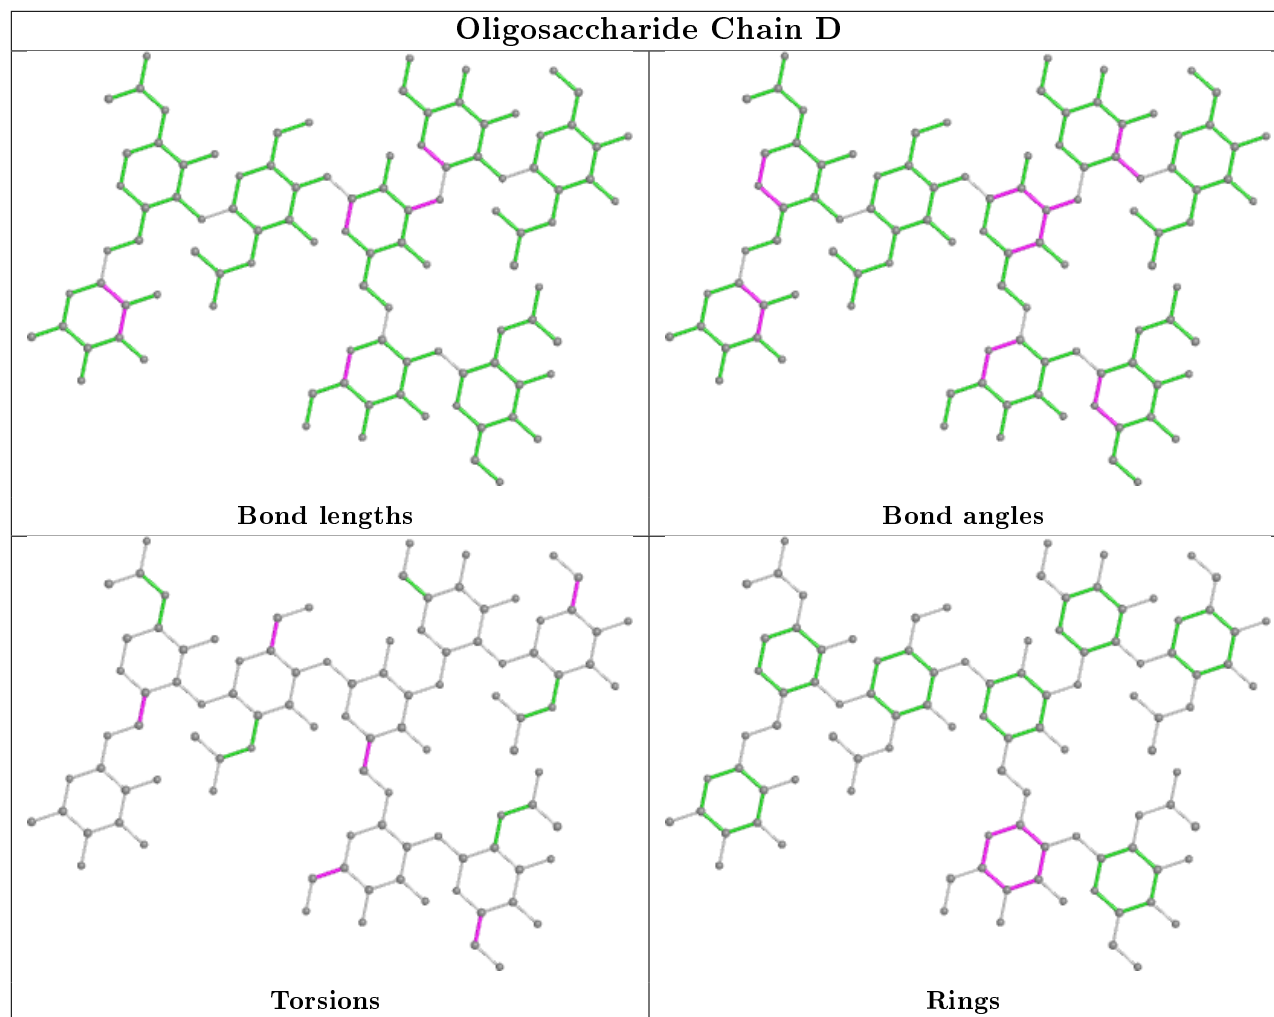 Oligosaccharide Chain D
Bond lengths
Bond angles
Torsions
Rings